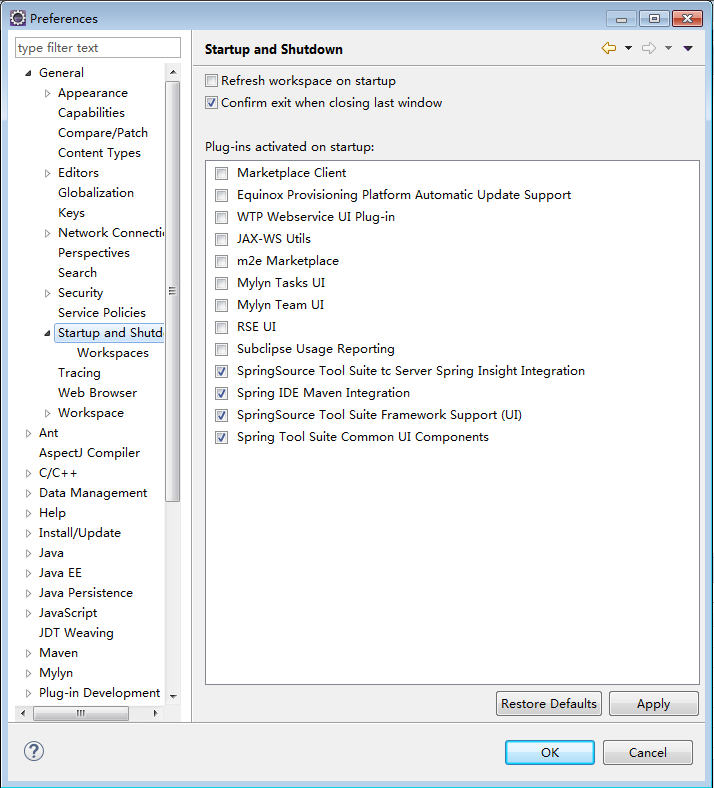 Preferences
type filter text
General
Appearance
Capabilities
Compare/Patch
Content Types
Editors
Globalization
Keys
Network Connecti
Perspectives
Search
Security
Service Policies
Startup and Shutd
Workspaces
Tracing
Web Browser
Workspace
Ant
AspectJ Compiler
C/C++
Data Management
Help
Install/Update
Java
Java EE
Java Persistence
JavaScript
JDT Weaving
Maven
Mylyn
Plug-in Development
Startup and Shutdown
Refresh workspace on startup
Confirm exit when closing last window
Plug-ins activated on startup:
Marketplace Client
Equinox Provisioning Platform Automatic Update Support
WTP Webservice UI Plug-in
JAX-WS Utils
m2e Marketplace
Mylyn Tasks UI
Mylyn Team UI
RSE UI
Subclipse Usage Reporting
SpringSource Tool Suite tc Server Spring Insight Integration
Spring IDE Maven Integration
SpringSource Tool Suite Framework Support (UI)
Spring Tool Suite Common UI Components
Restore Defaults
Apply
?
OK
Cancel